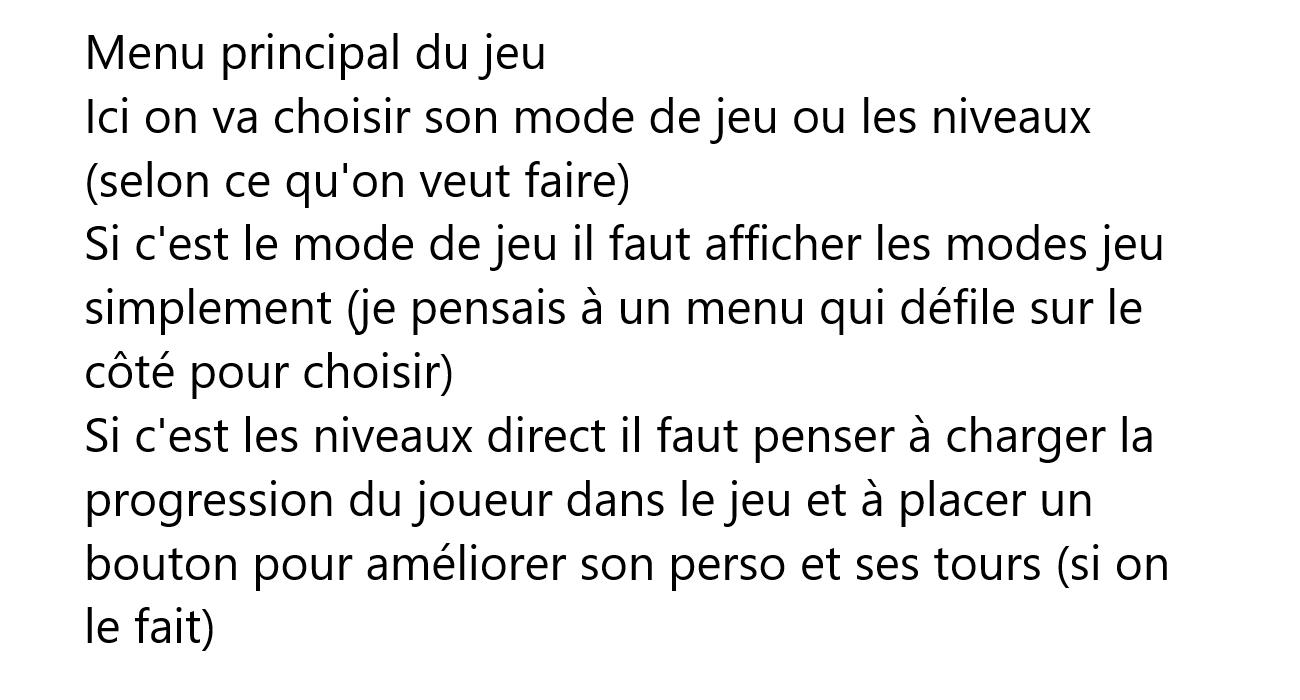 Menu principal du jeu
Ici on va choisir son mode de jeu ou les niveaux
(selon ce qu'on veut faire)
Si c'est le mode de jeu il faut afficher les modes jeu
simplement (je pensais à un menu qui défile sur le
côté pour choisir)
Si c'est les niveaux direct il faut penser à charger la
progression du joueur dans le jeu et à placer un
bouton pour améliorer son perso et ses tours (si on
le fait)